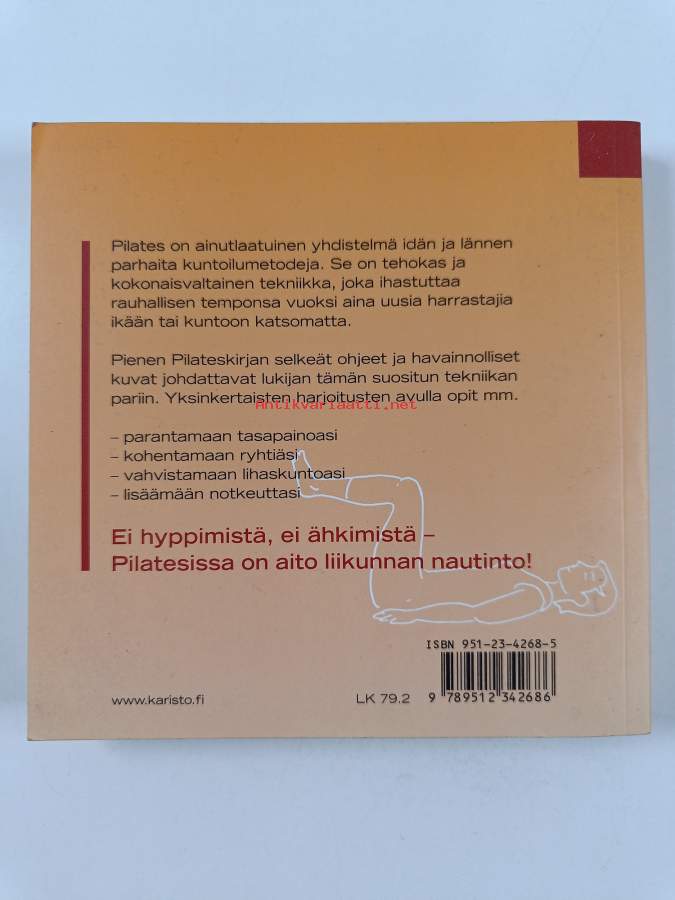 Pilates on ainutlaatuinen yhdistelmä idän ja lännen
parhaita kuntoilumetodeja. Se on tehokas ja
kokonaisvaltainen tekniikka, joka ihastuttaa
rauhallisen temponsa vuoksi aina uusia harrastajia
ikään tai kuntoon katsomatta.
Pienen Pilateskirjan selkeät ohjeet ja havainnolliset
kuvat johdattavat lukijan tämän suositun tekniikan
pariin. Yksinkertaisten harjoitusten avulla opit mm.
Antikvariaatti.net
– parantamaan tasapainoasi
– kohentamaan ryhtiäsi
– vahvistamaan lihaskuntoasi
– lisäämään notkeuttasi
Ei hyppimistä, ei ähkimistä –
Pilatesissa on aito liikunnan nautinto!
ISBN 951-23-4268-5
www.karisto.fi
LK 79.2
9 789512 342686